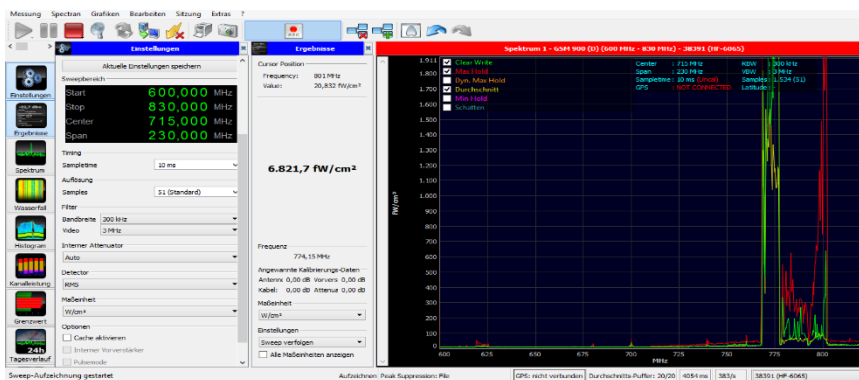 Messung Spectran Grafiken Bearbeiten Sitzung Extras ?
REC
Einstellungen
Ergebnisse
Spektrum 1 - GSM 900 (D) (600 MHz - 830 MHz) - 38391 (HF-6065)
Einstellungen
Ergebnisse
Spektrum
Wasserfall
Histogram
Kanalleistung
Grenzwert
24h
Tagesverlauf
Aktuelle Einstellungen speichern
Sweepbereich
Start 600,000 MHz
Stop 830,000 MHz
Center 715,000 MHz
Span 230,000 MHz
Timing
Sampletime 10 ms
Auflösung
Samples 51 (Standard)
Filter
Bandbreite 300 kHz
Video 3 MHz
Interner Attenuator
Auto
Detector
RMS
Maßeinheit
W/cm²
Optionen
Cache aktivieren
Interner Vorverstärker
Pulsemode
Cursor Position
Frequency: 801 MHz
Value: 20,832 fW/cm²
6.821,7 fW/cm²
Frequenz
774,15 MHz
Angewannte Kalibrierungs-Daten
Antenn 0,00 dB Vorvers 0,00 dB
Kabel: 0,00 dB Attenua 0,00 dB
Maßeinheit
W/cm²
Einstellungen
Sweep verfolgen
Alle Maßeinheiten anzeigen
Clear Write
Max Hold
Dyn. Max Hold
Durchschnitt
Min Hold
Schatten
Center : 715 MHz
Span : 230 MHz
Sampletime : 10 ms (Uncal)
GPS : NOT CONNECTED
RBW : 300 kHz
VBW : 3 MHz
Samples : 1.534 (51)
Latitude :
fW/cm²
1.911
1.800
1.700
1.600
1.500
1.400
1.300
1.200
1.100
1.000
900
800
700
600
500
400
300
200
100
0
600 625 650 675 700 725 750 775 800
MHz
Sweep-Aufzeichnung gestartet
Aufzeichnen Peak Suppression: File
GPS: nicht verbunden
Durchschnitts-Puffer: 20/20
4054 ms
383/s
38391 (HF-6065)